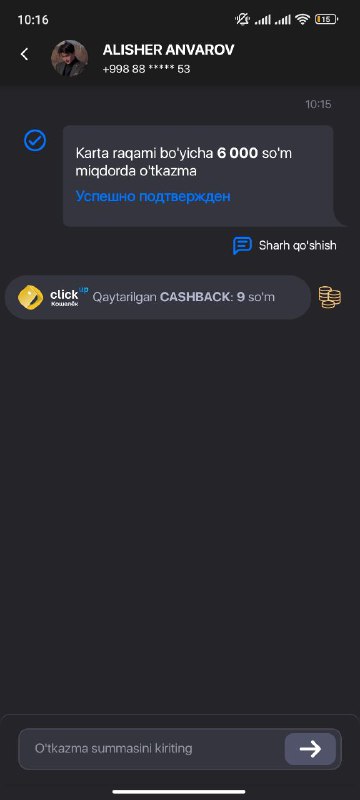 10:16
15
ALISHER ANVAROV
+998 88 ***** 53
10:15
Karta raqami bo'yicha 6 000 so'm
miqdorda o'tkazma
Успешно подтвержден
Sharh qo'shish
click up
Кошелёк
Qaytarilgan CASHBACK: 9 so'm
O'tkazma summasini kiriting